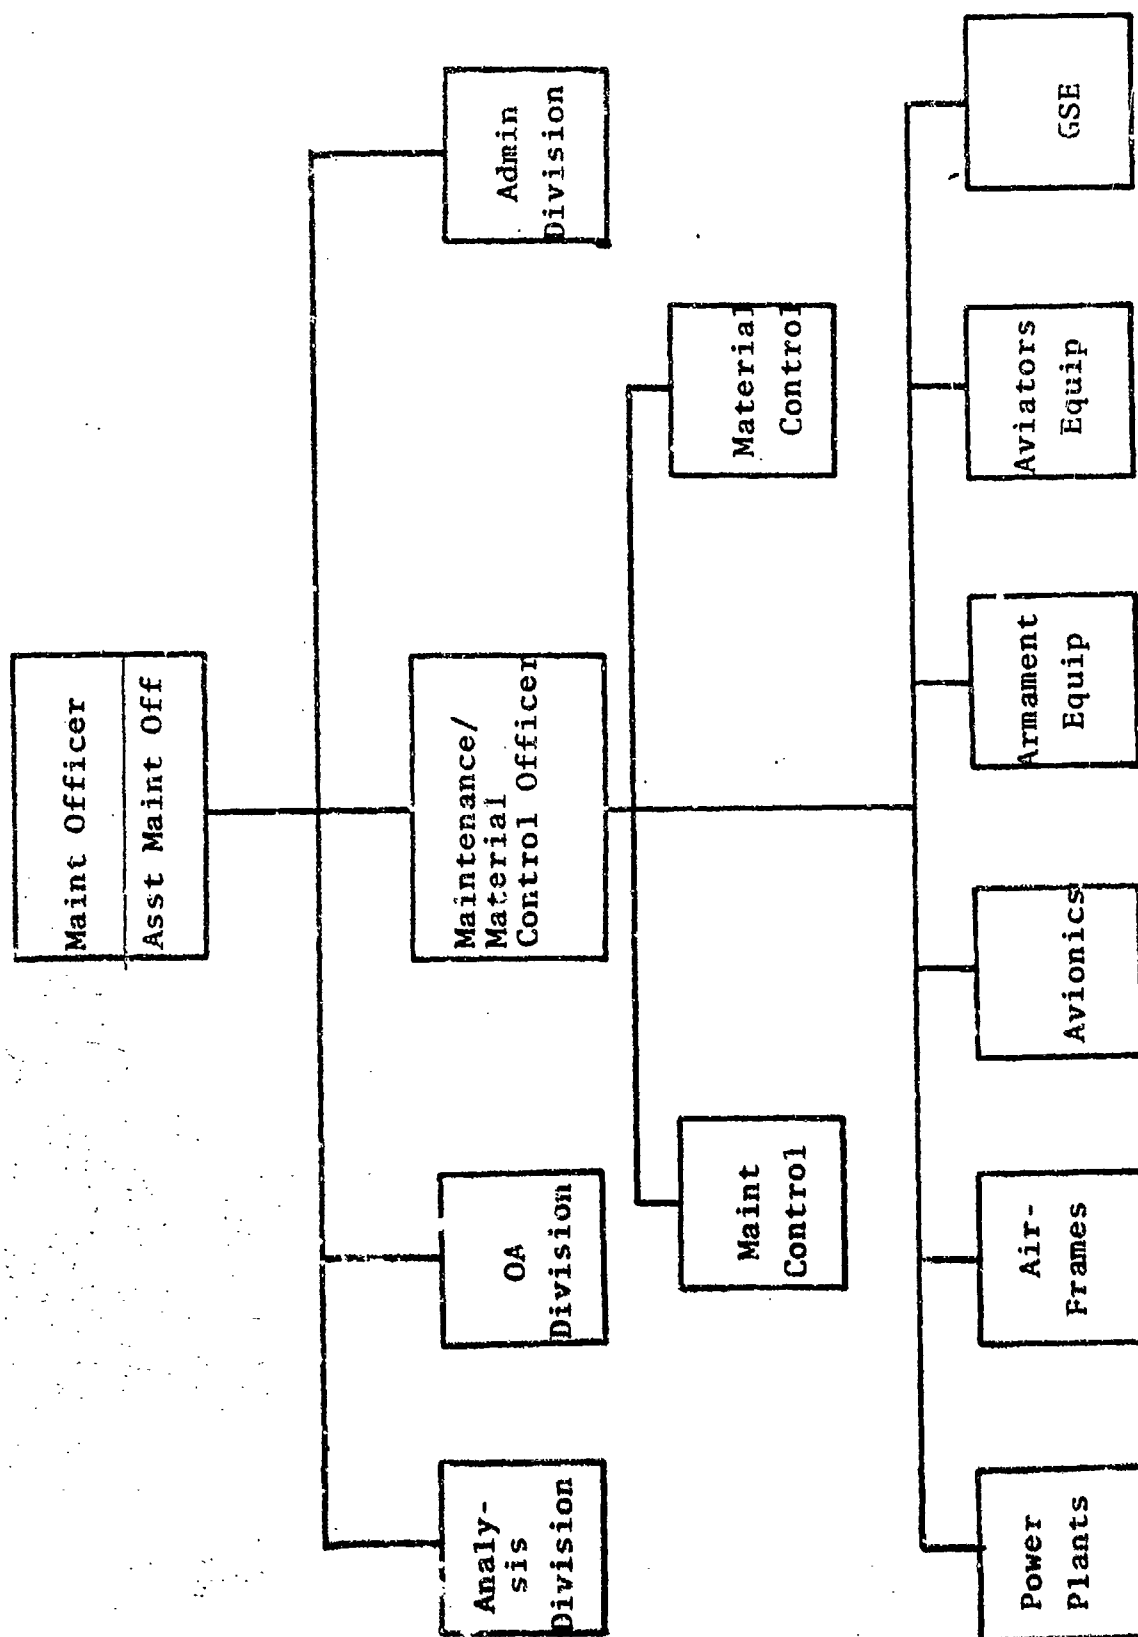 Maint Officer
Asst Maint Off
Analy-
sis
Division
OA
Division
Maintenance/
Material
Control Officer
Admin
Division
Maint
Control
Material
Control
Power
Plants
Air-
Frames
Avionics
Armament
Equip
Aviators
Equip
GSE